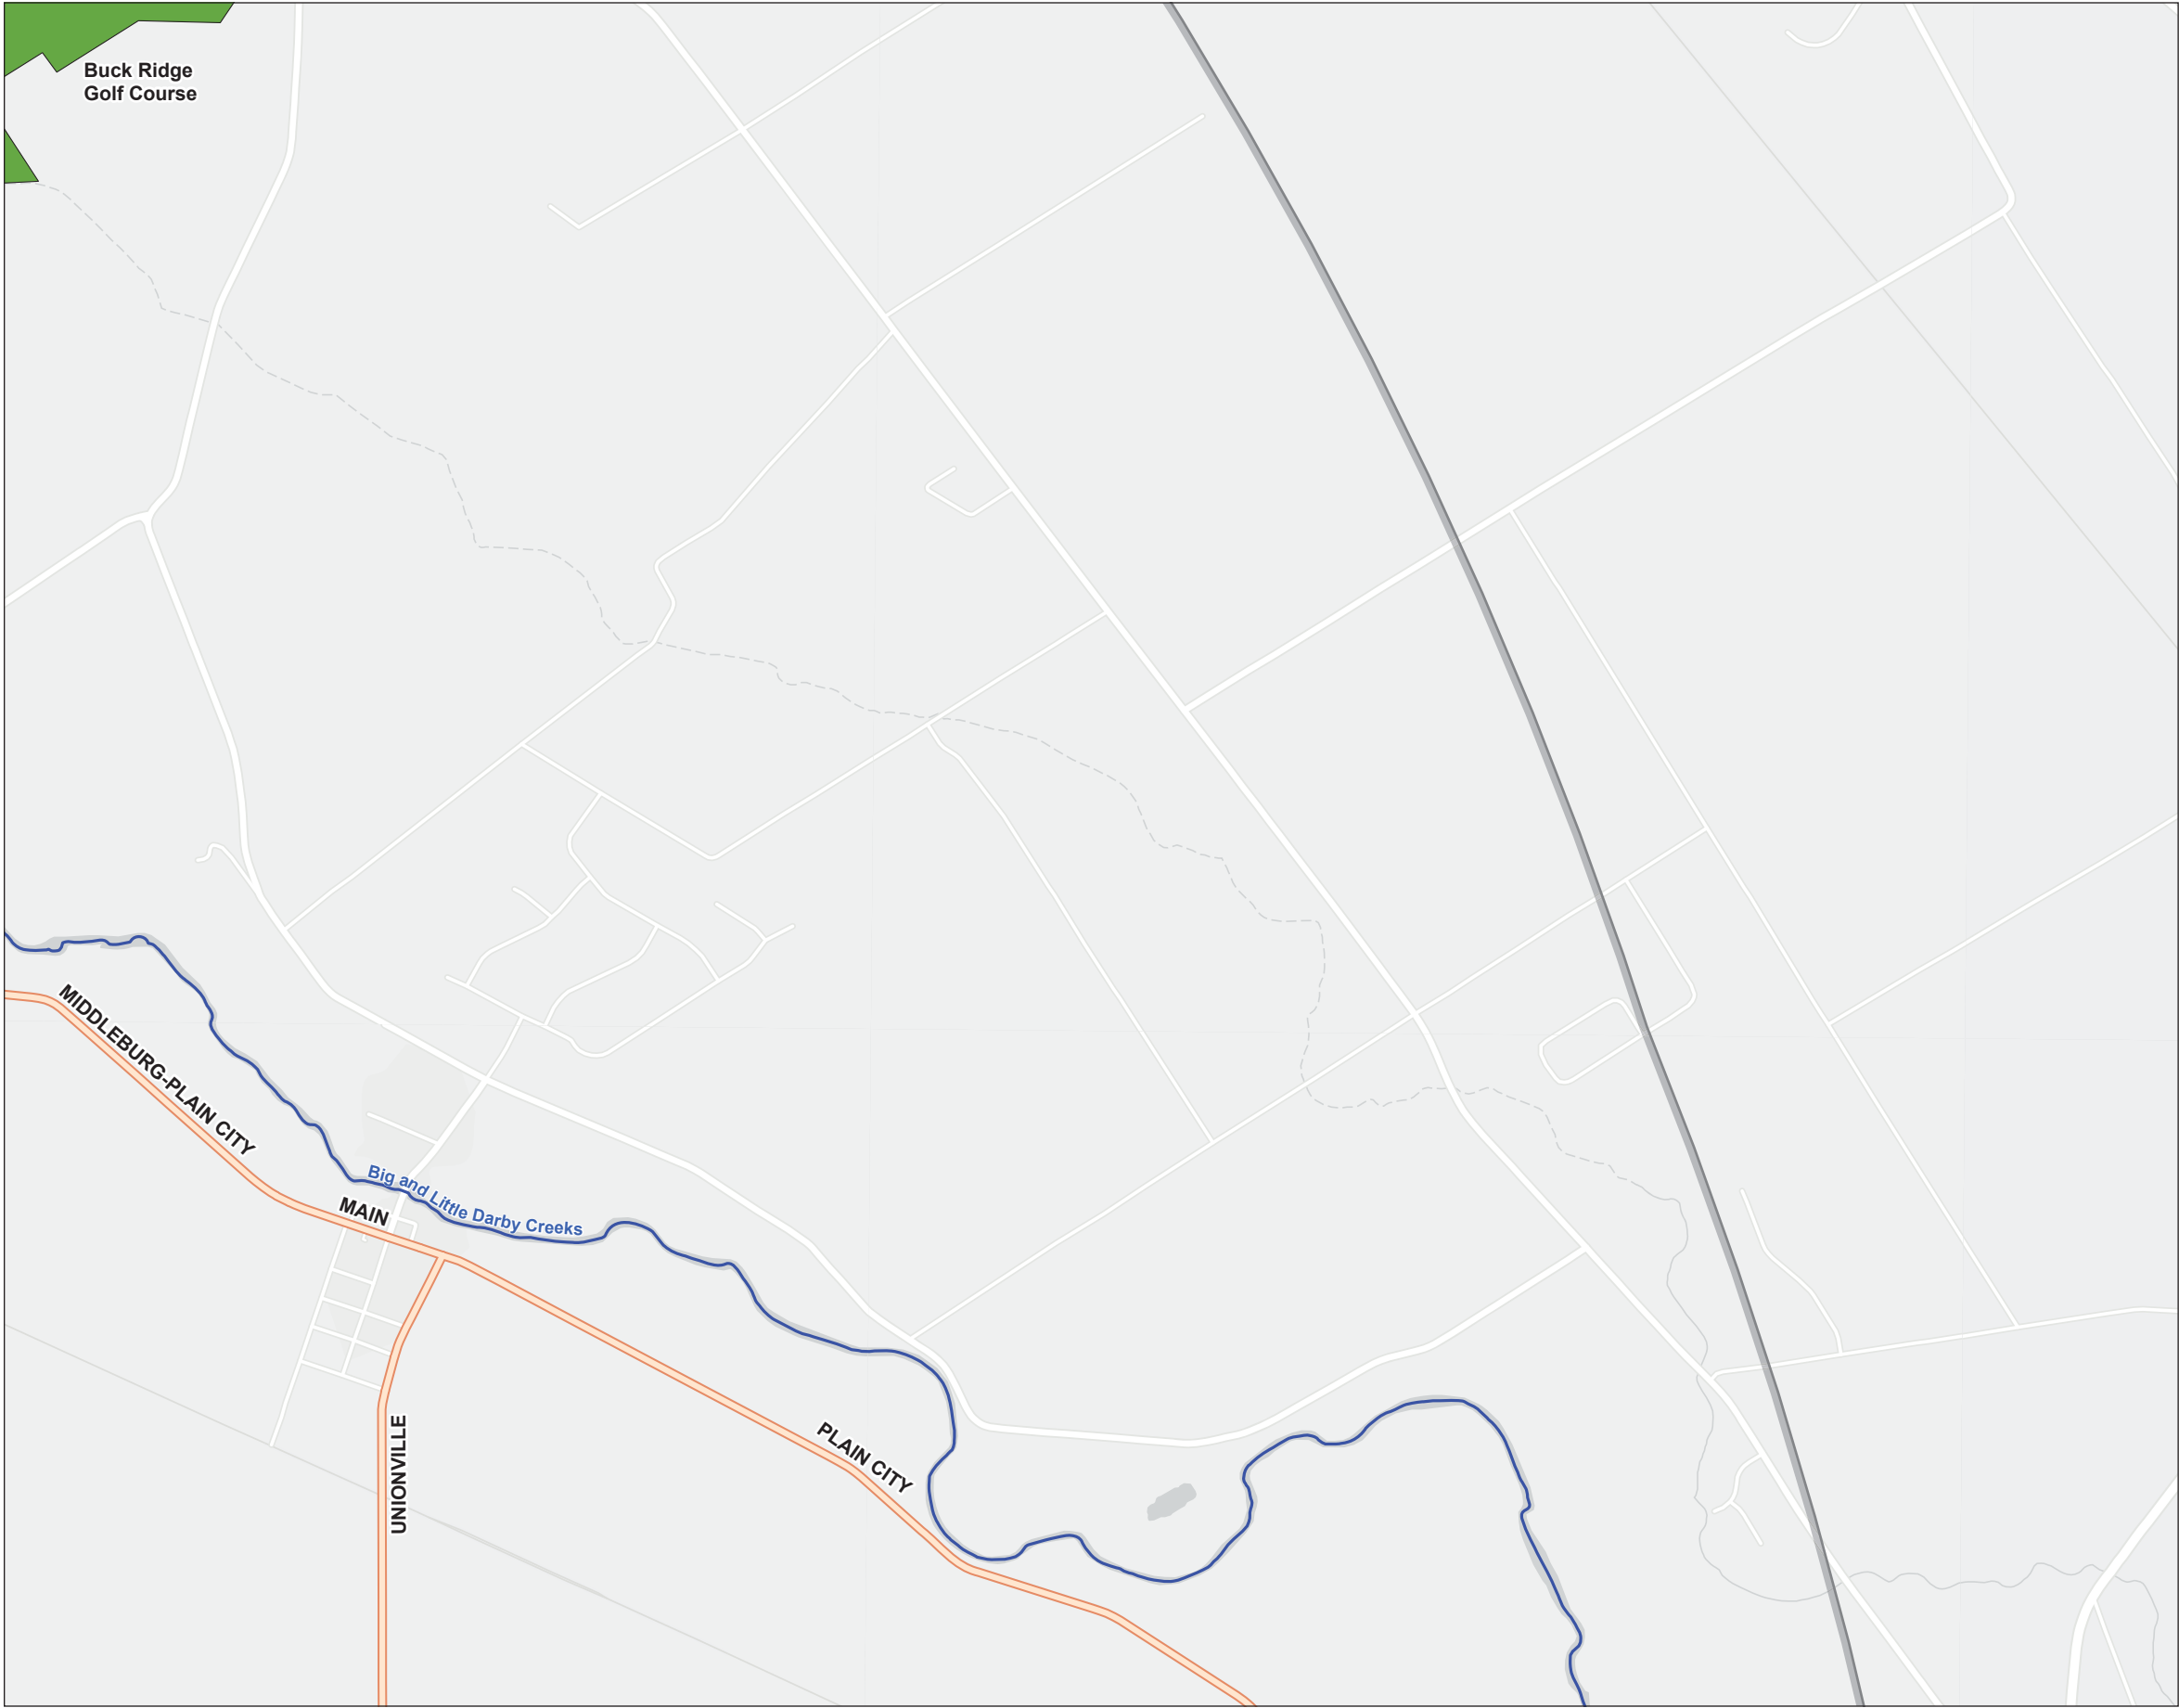 Buck Ridge
Golf Course
MIDDLEBURG-PLAIN CITY
Big and Little Darby Creeks
MAIN
UNIONVILLE
PLAIN CITY